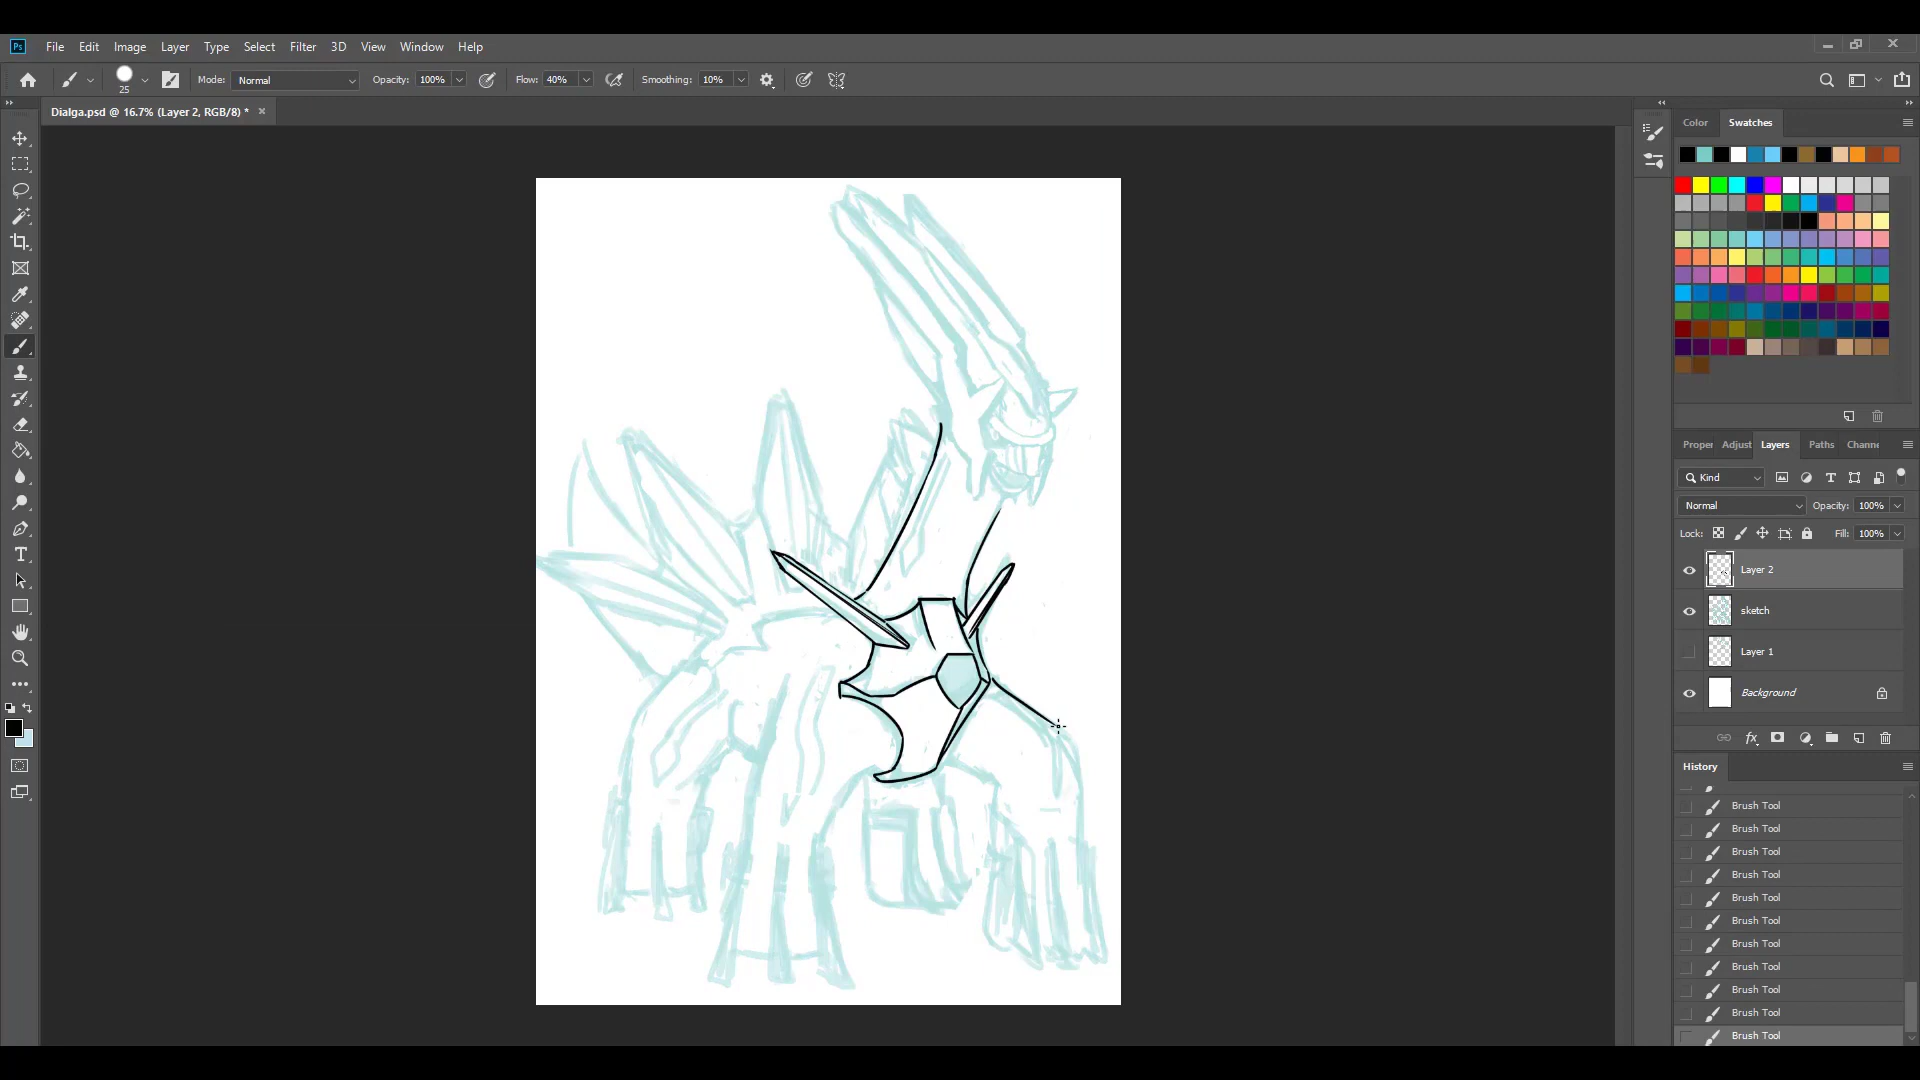 Ps File Edit Image Layer Type Select Filter 3D View Window Help
25 Mode: Normal Opacity: 100% Flow: 40% Smoothing: 10%
Dialga.psd @ 16.7% (Layer 2, RGB/8) *
Color Swatches
Proper Adjust Layers Paths Channe
Kind
Normal Opacity: 100%
Lock: Fill: 100%
Layer 2
sketch
Layer 1
Background
fx
History
Brush Tool
Brush Tool
Brush Tool
Brush Tool
Brush Tool
Brush Tool
Brush Tool
Brush Tool
Brush Tool
Brush Tool
Brush Tool